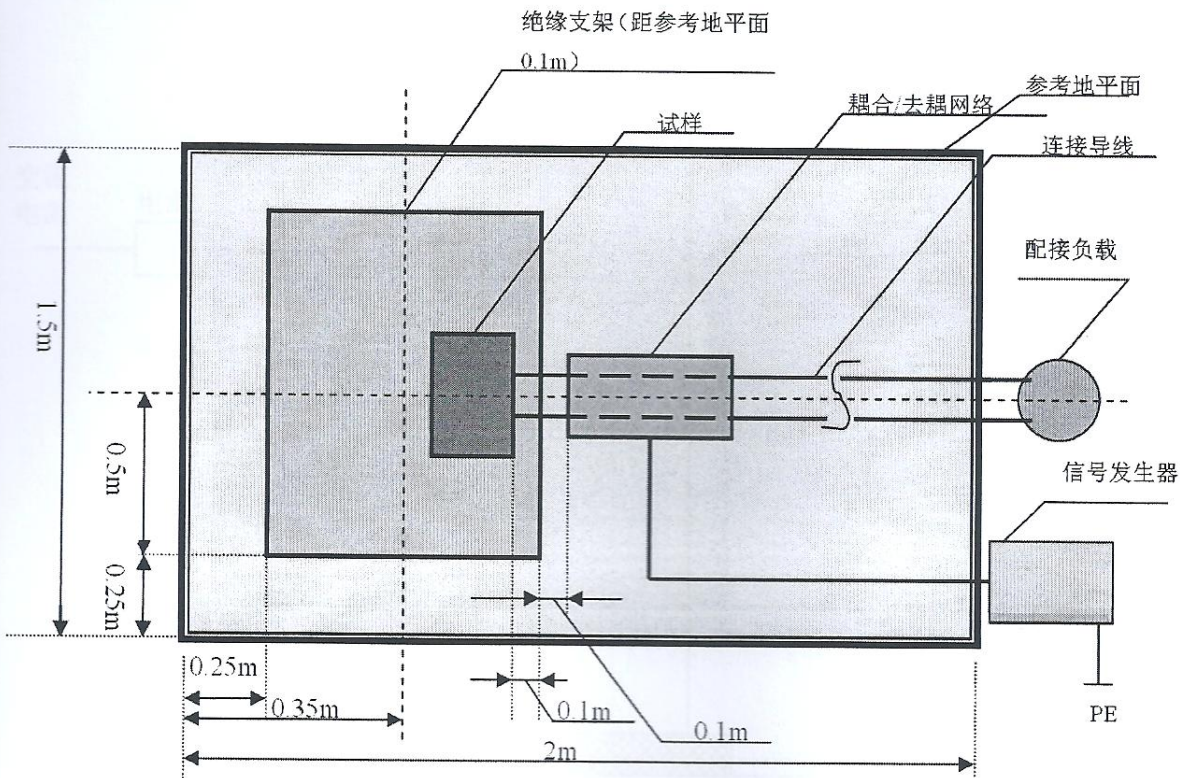 绝缘支架（距参考地平面
0.1m）
参考地平面
耦合/去耦网络
试样
连接导线
配接负载
1.5m
0.5m
信号发生器
0.25m
0.25m
0.35m
0.1m
0.1m
PE
2m